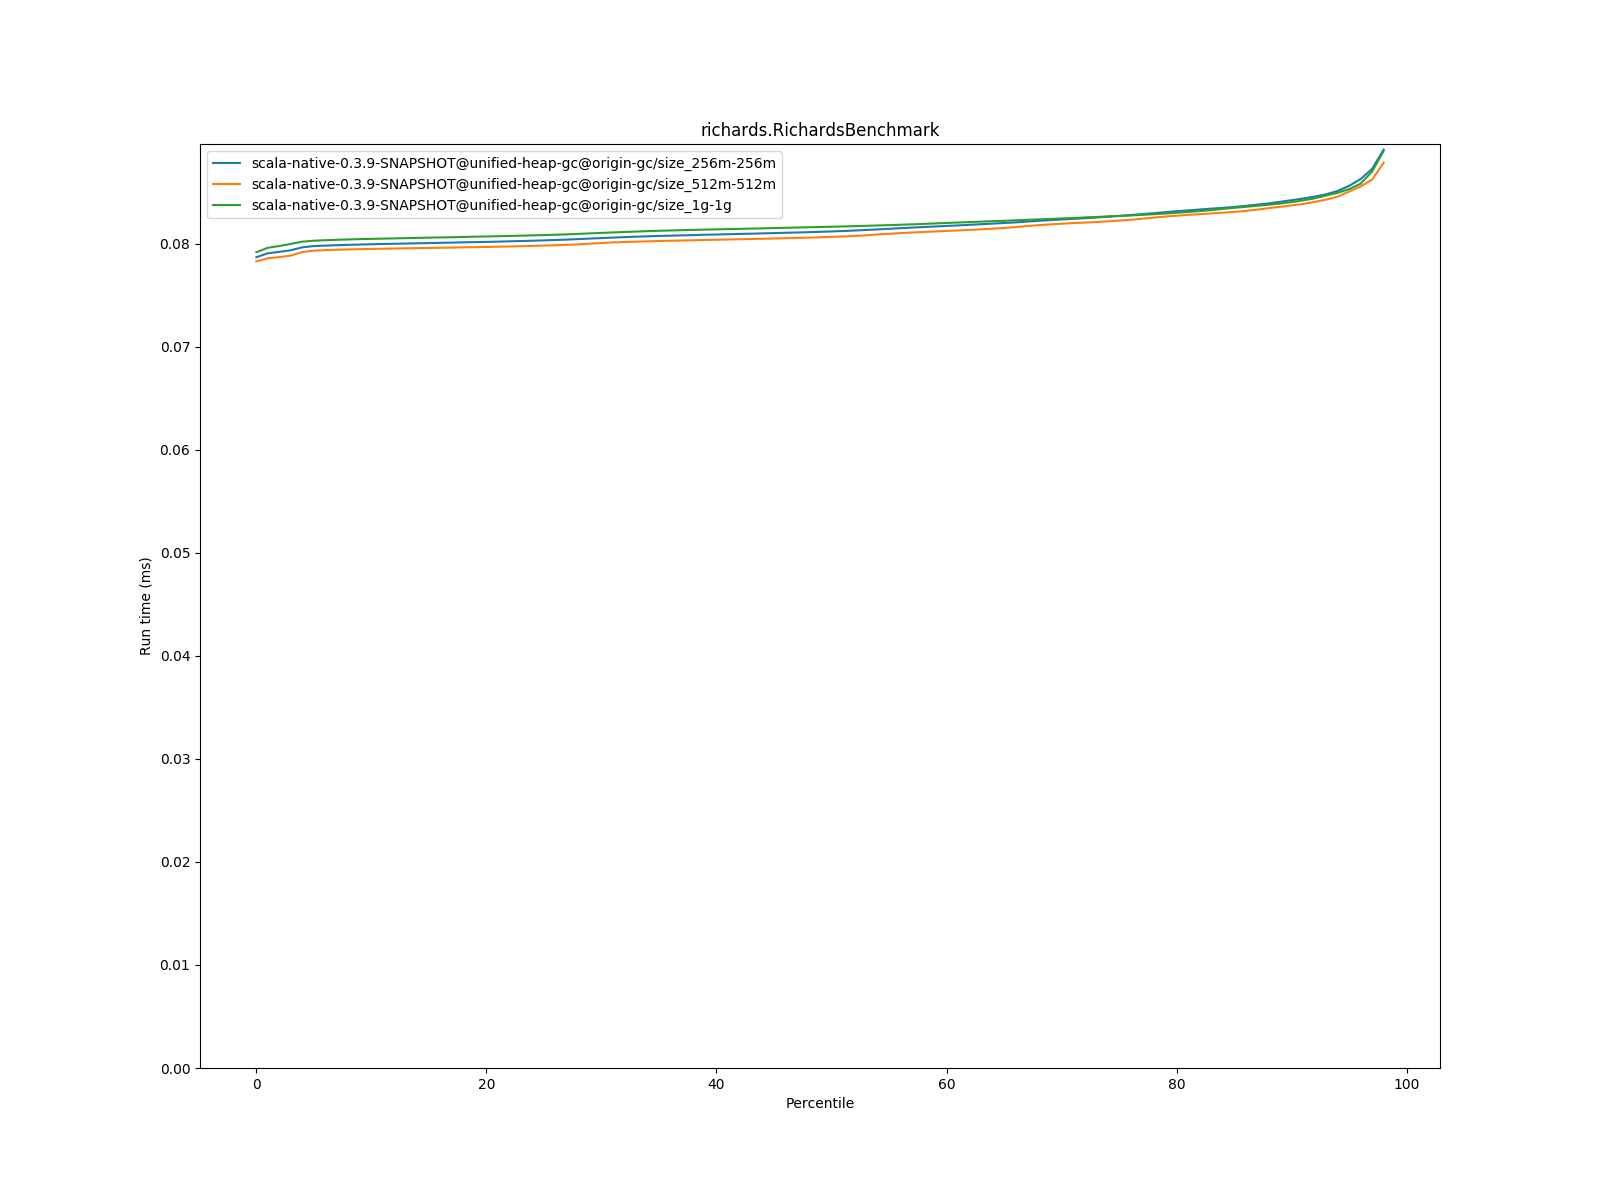 richards.RichardsBenchmark
scala-native-0.3.9-SNAPSHOT@unified-heap-gc@origin-gc/size_256m-256m
scala-native-0.3.9-SNAPSHOT@unified-heap-gc@origin-gc/size_512m-512m
scala-native-0.3.9-SNAPSHOT@unified-heap-gc@origin-gc/size_1g-1g
0.08
0.07
0.06
0.05
0.04
0.03
0.02
0.01
0.00
Run time (ms)
0 20 40 60 80 100
Percentile